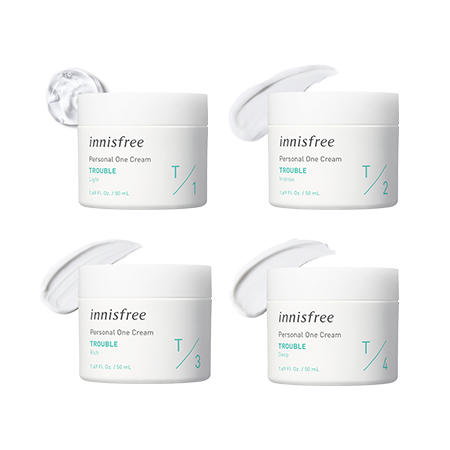 innisfree
Personal One Cream
TROUBLE
Light
1.69 FL. Oz. / 50 mL
T/1
innisfree
Personal One Cream
TROUBLE
Intense
1.69 FL. Oz. / 50 mL
T/2
innisfree
Personal One Cream
TROUBLE
Rich
1.69 FL. Oz. / 50 mL
T/3
innisfree
Personal One Cream
TROUBLE
Deep
1.69 FL. Oz. / 50 mL
T/4